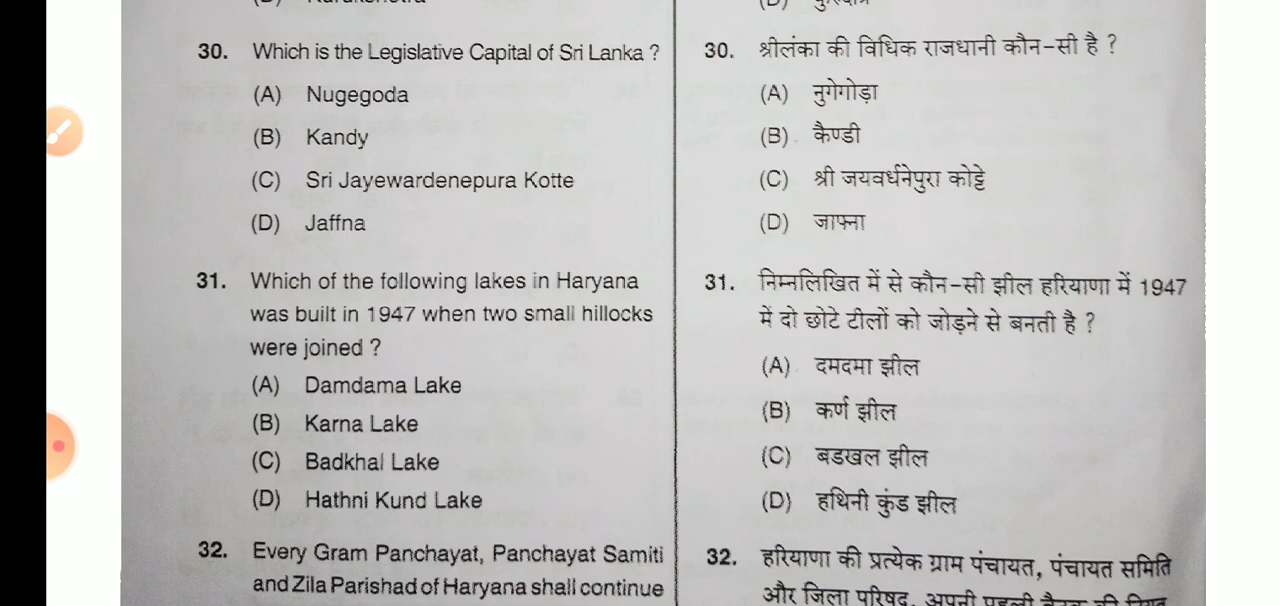 30. Which is the Legislative Capital of Sri Lanka ?
(A) Nugegoda
(B) Kandy
(C) Sri Jayewardenepura Kotte
(D) Jaffna
31. Which of the following lakes in Haryana
was built in 1947 when two small hillocks
were joined ?
(A) Damdama Lake
(B) Karna Lake
(C) Badkhal Lake
(D) Hathni Kund Lake
32. Every Gram Panchayat, Panchayat Samiti
and Zila Parishad of Haryana shall continue
30. श्रीलंका की विधिक राजधानी कौन-सी है ?
(A) नुगेगोड़ा
(B) कैण्डी
(C) श्री जयवर्धनेपुरा कोट्टे
(D) जाफ्ना
31. निम्नलिखित में से कौन-सी झील हरियाणा में 1947
में दो छोटे टीलों को जोड़ने से बनती है ?
(A) दमदमा झील
(B) कर्ण झील
(C) बडखल झील
(D) हथिनी कुंड झील
32. हरियाणा की प्रत्येक ग्राम पंचायत, पंचायत समिति
और जिला परिषद, अपनी पहली बैठक की